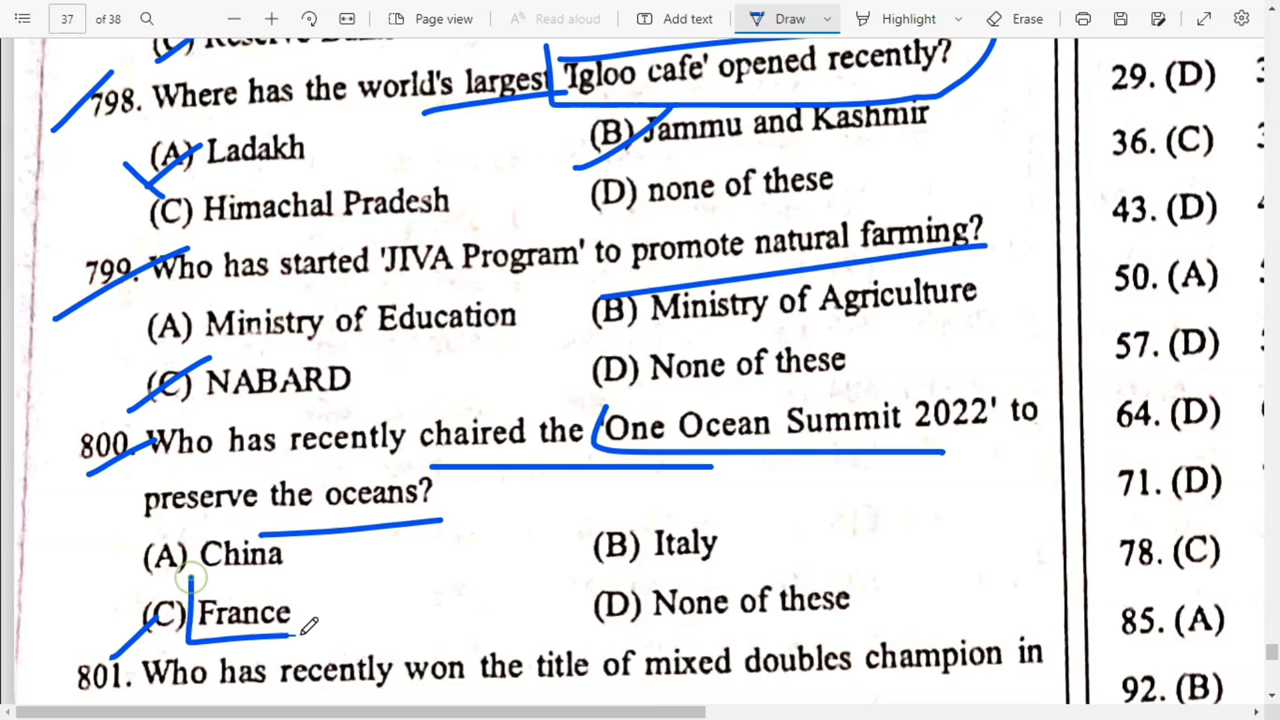 37 of 38 Page view Read aloud Add text Draw Highlight Erase
798. Where has the world's largest 'Igloo cafe' opened recently?
(A) Ladakh (B) Jammu and Kashmir
(C) Himachal Pradesh (D) none of these
799. Who has started 'JIVA Program' to promote natural farming?
(A) Ministry of Education (B) Ministry of Agriculture
(C) NABARD (D) None of these
800. Who has recently chaired the 'One Ocean Summit 2022' to
preserve the oceans?
(A) China (B) Italy
(C) France (D) None of these
801. Who has recently won the title of mixed doubles champion in
29. (D)
36. (C)
43. (D)
50. (A)
57. (D)
64. (D)
71. (D)
78. (C)
85. (A)
92. (B)